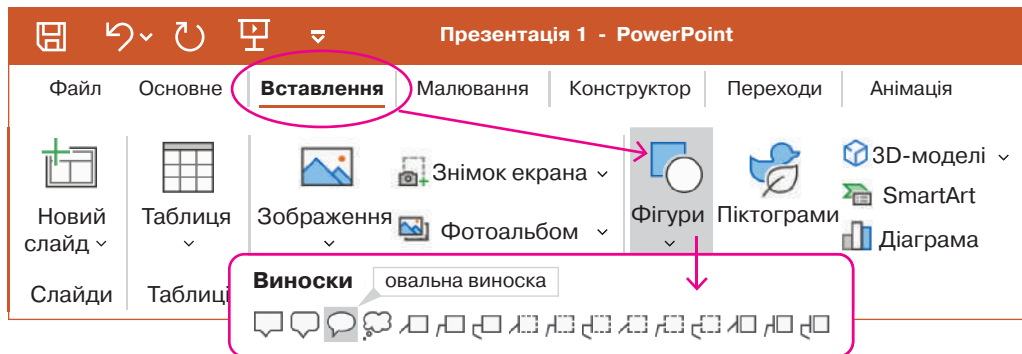 Презентація 1 - PowerPoint
Файл Основне Вставлення Малювання Конструктор Переходи Анімація
Новий слайд
Таблиця
Зображення
Знімок екрана
Фотоальбом
Фігури
Піктограми
3D-моделі
SmartArt
Діаграма
Слайди
Таблиці
Виноски
овальна виноска